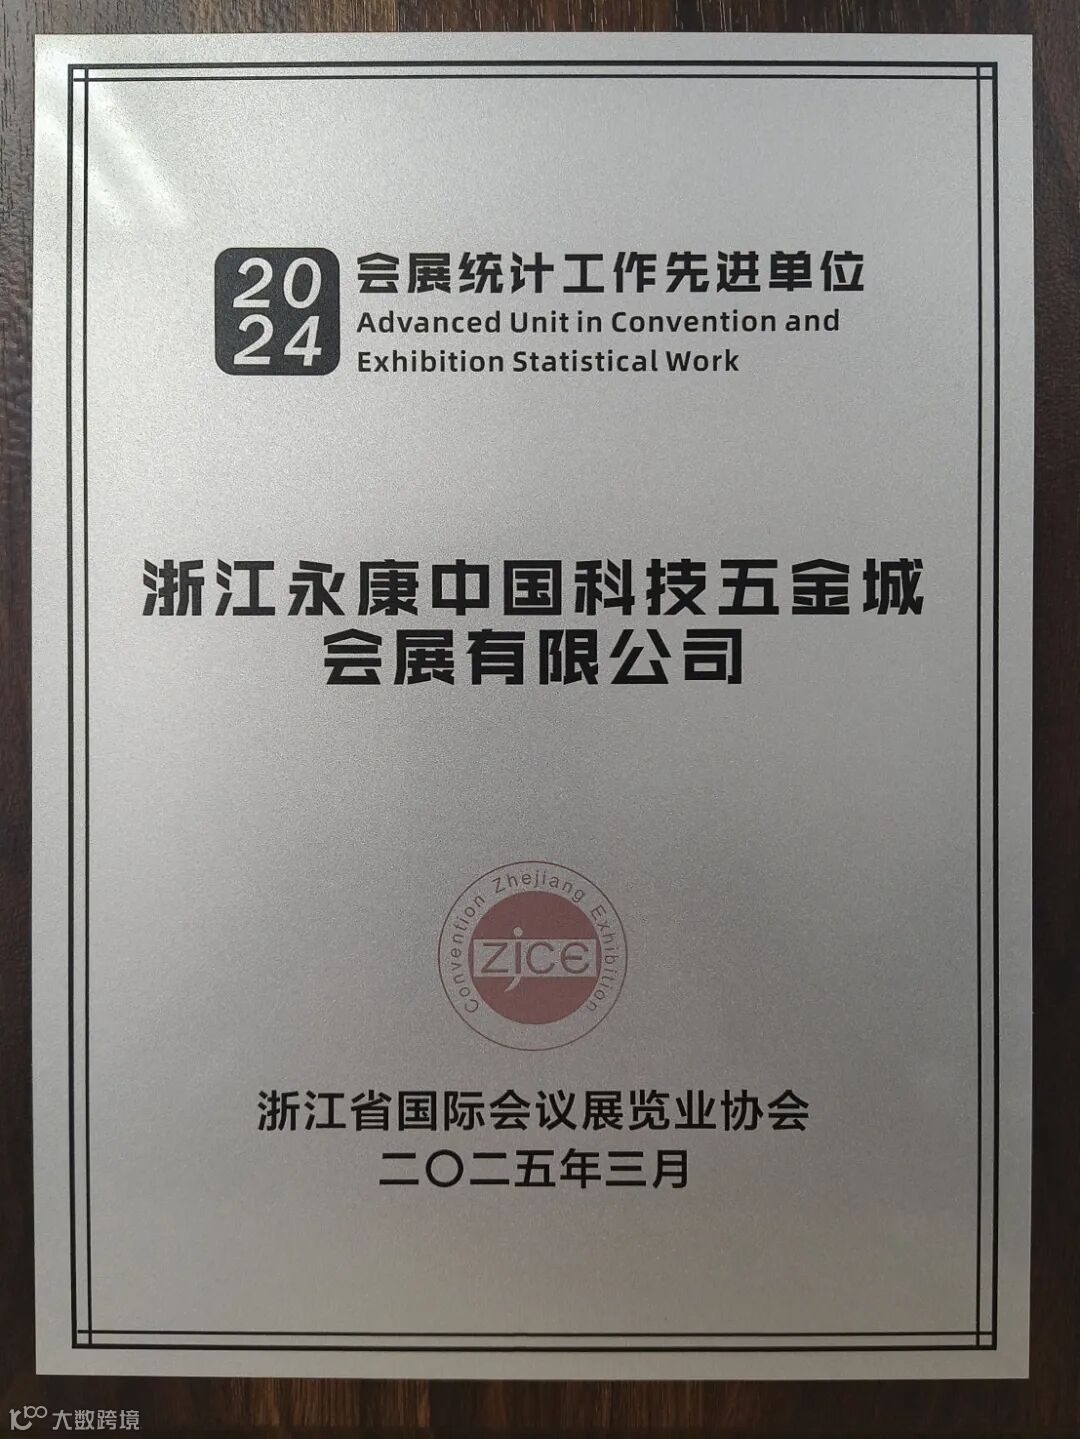 2024
会展统计工作先进单位
Advanced Unit in Convention and
Exhibition Statistical Work
浙江永康中国科技五金城
会展有限公司
Convention Zhejiang Exhibition
ZJCE
浙江省国际会议展览业协会
二〇二五年三月
大数跨境